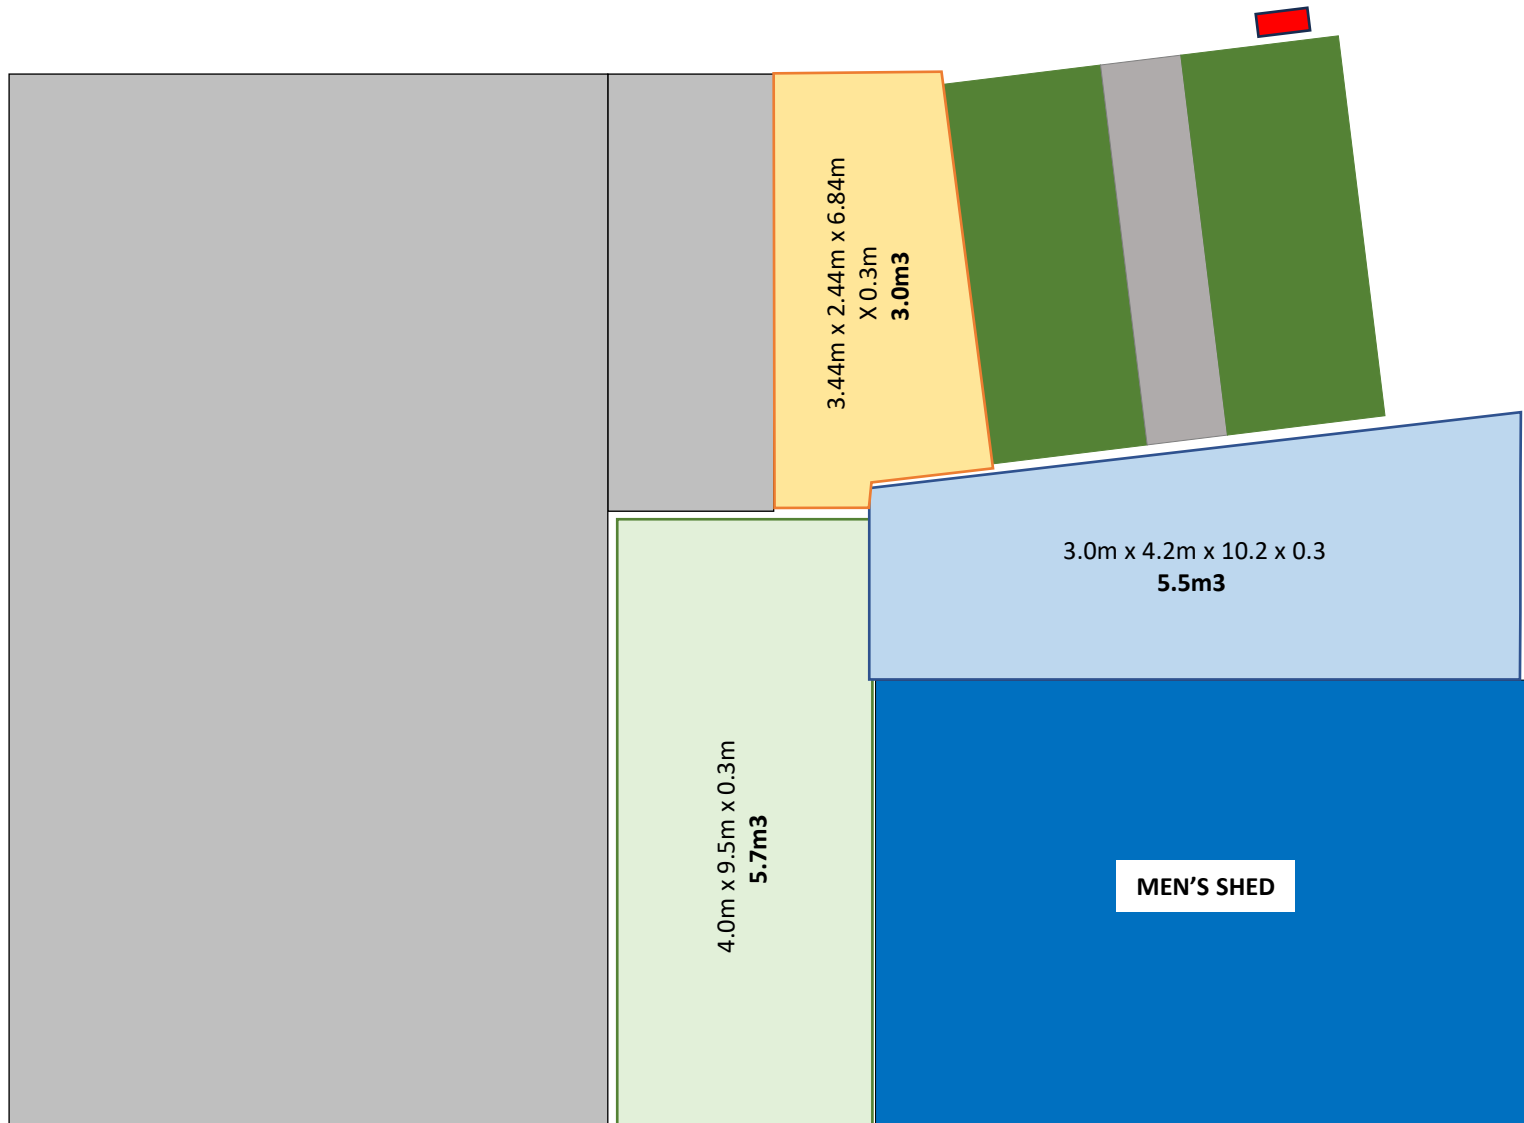 3.44m x 2.44m x 6.84m
X 0.3m
3.0m3
3.0m x 4.2m x 10.2 x 0.3
5.5m3
4.0m x 9.5m x 0.3m
5.7m3
MEN’S SHED